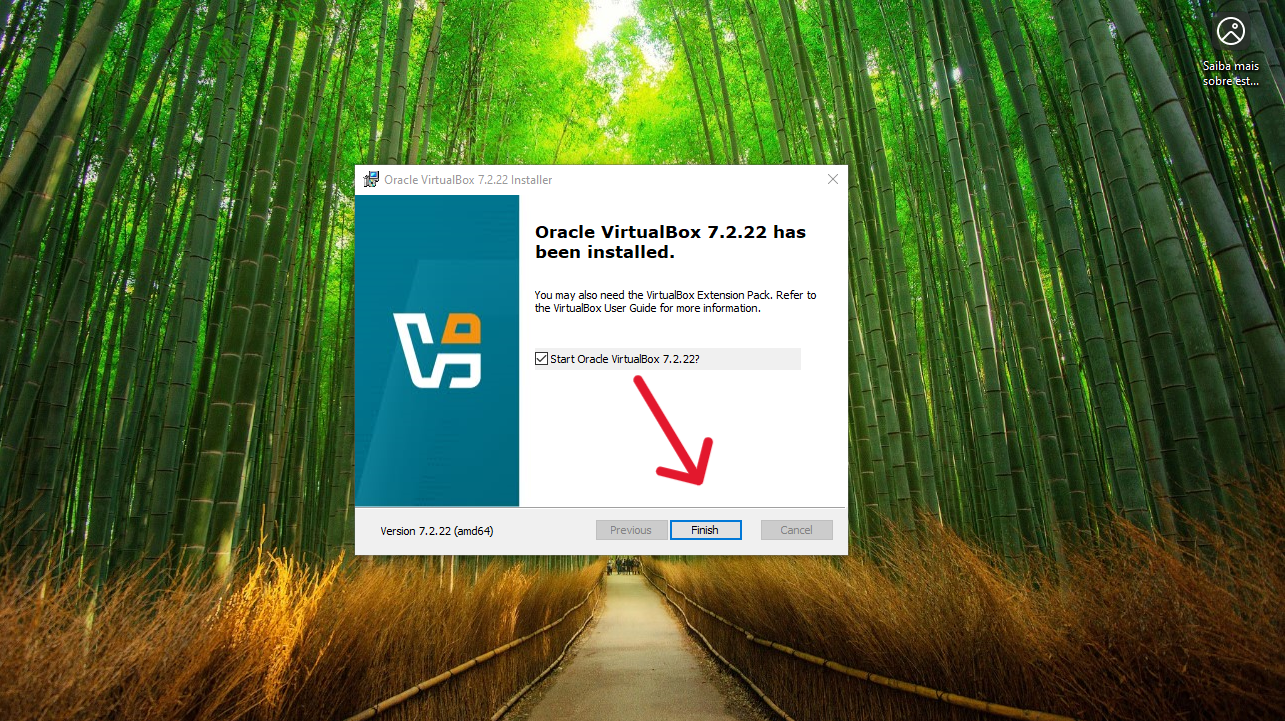 Saiba mais
sobre est...
Oracle VirtualBox 7.2.22 Installer
Oracle VirtualBox 7.2.22 has
been installed.
You may also need the VirtualBox Extension Pack. Refer to
the VirtualBox User Guide for more information.
Start Oracle VirtualBox 7.2.22?
Version 7.2.22 (amd64)
Previous
Finish
Cancel